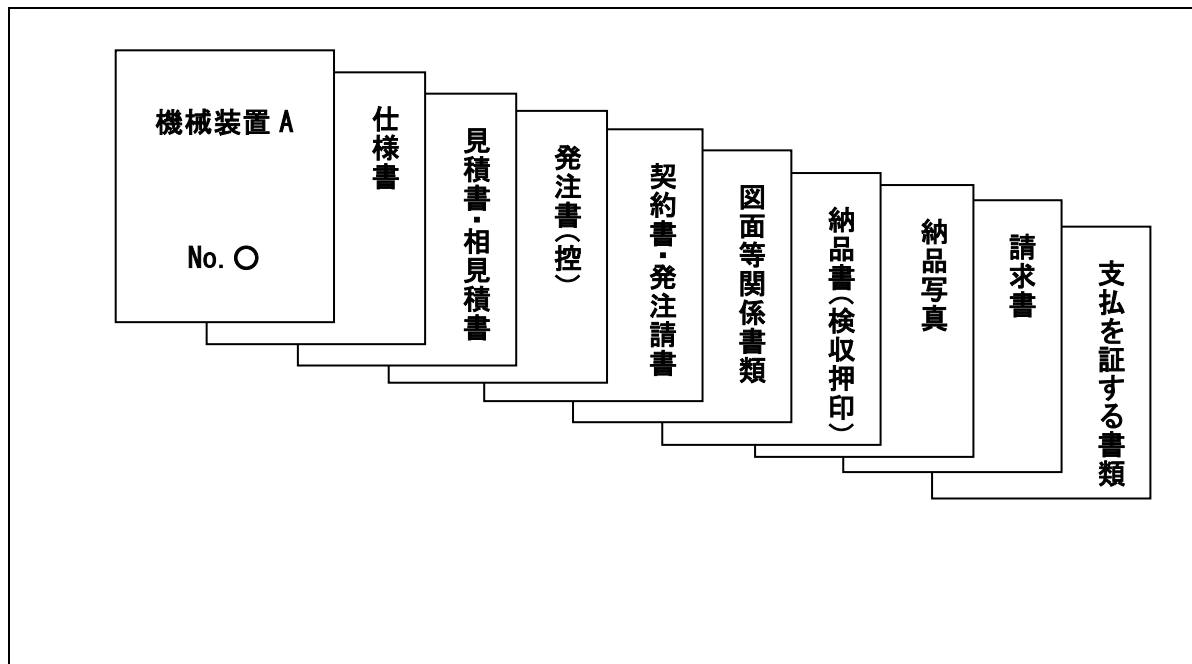 機械装置 A
No. ○
仕様書
見積書・相見積書
発注書(控)
契約書・発注請書
図面等関係書類
納品書(検収押印)
納品写真
請求書
支払を証する書類